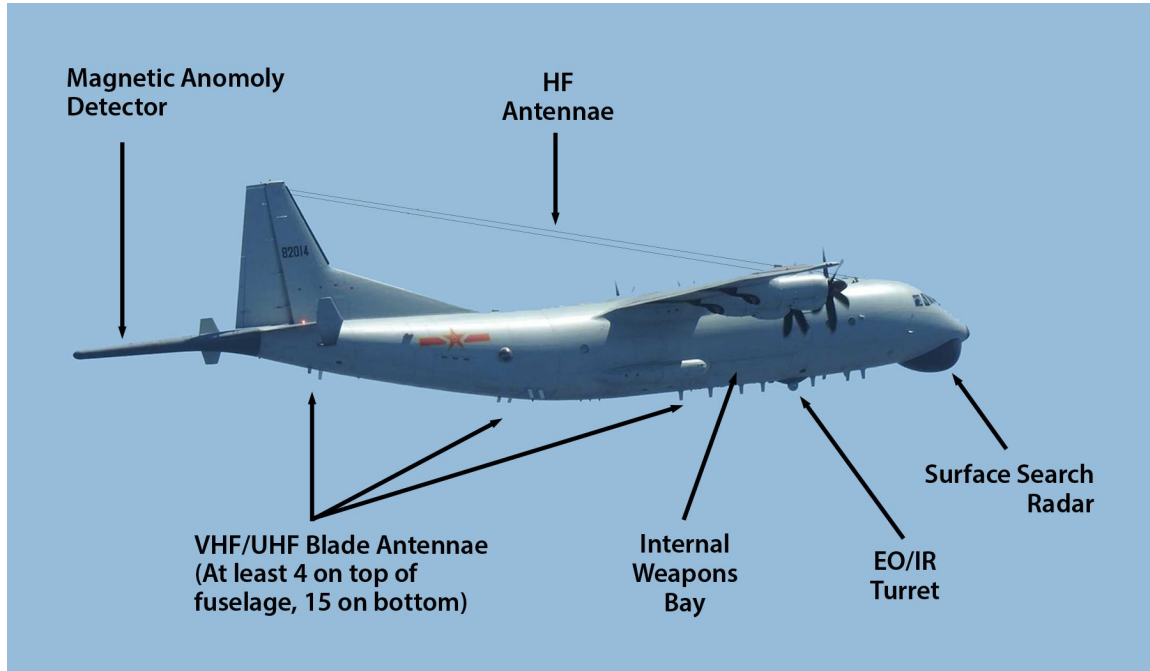 Magnetic Anomoly
Detector
HF
Antennae
82014
Surface Search
Radar
VHF/UHF Blade Antennae
(At least 4 on top of
fuselage, 15 on bottom)
Internal
Weapons
Bay
EO/IR
Turret